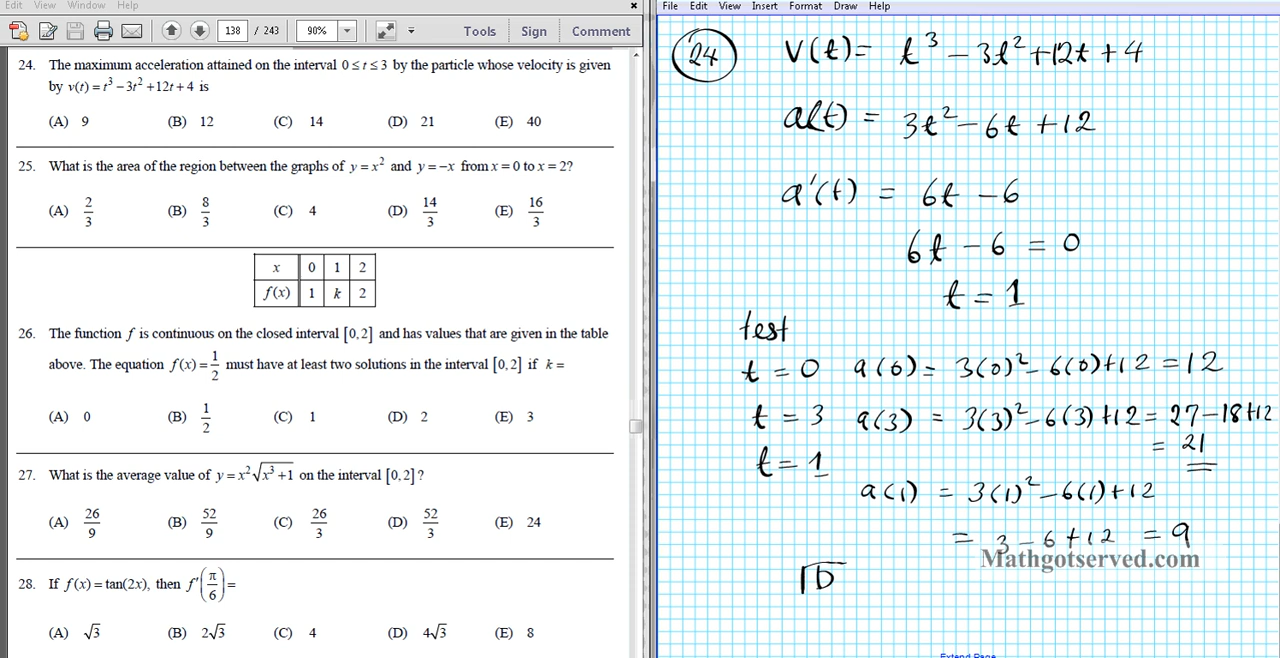 Edit View Window Help
138 / 243 90% Tools Sign Comment
24. The maximum acceleration attained on the interval 0 ≤ t ≤ 3 by the particle whose velocity is given
by v(t) = t³ − 3t² + 12t + 4 is
(A) 9 (B) 12 (C) 14 (D) 21 (E) 40
25. What is the area of the region between the graphs of y = x² and y = −x from x = 0 to x = 2?
(A) 2/3 (B) 8/3 (C) 4 (D) 14/3 (E) 16/3
x 0 1 2
f(x) 1 k 2
26. The function f is continuous on the closed interval [0,2] and has values that are given in the table
above. The equation f(x) = 1/2 must have at least two solutions in the interval [0,2] if k =
(A) 0 (B) 1/2 (C) 1 (D) 2 (E) 3
27. What is the average value of y = x²√(x³+1) on the interval [0,2]?
(A) 26/9 (B) 52/9 (C) 26/3 (D) 52/3 (E) 24
28. If f(x) = tan(2x), then f′(π/6) =
(A) √3 (B) 2√3 (C) 4 (D) 4√3 (E) 8
File Edit View Insert Format Draw Help
24 v(t) = t³ − 3t² + 12t + 4
a(t) = 3t² − 6t + 12
a′(t) = 6t − 6
6t − 6 = 0
t = 1
test
t = 0 a(0) = 3(0)² − 6(0) + 12 = 12
t = 3 a(3) = 3(3)² − 6(3) + 12 = 27 − 18 + 12
= 21
t = 1
a(1) = 3(1)² − 6(1) + 12
= 3 − 6 + 12 = 9
Mathgotserved.com
D
Extend Page